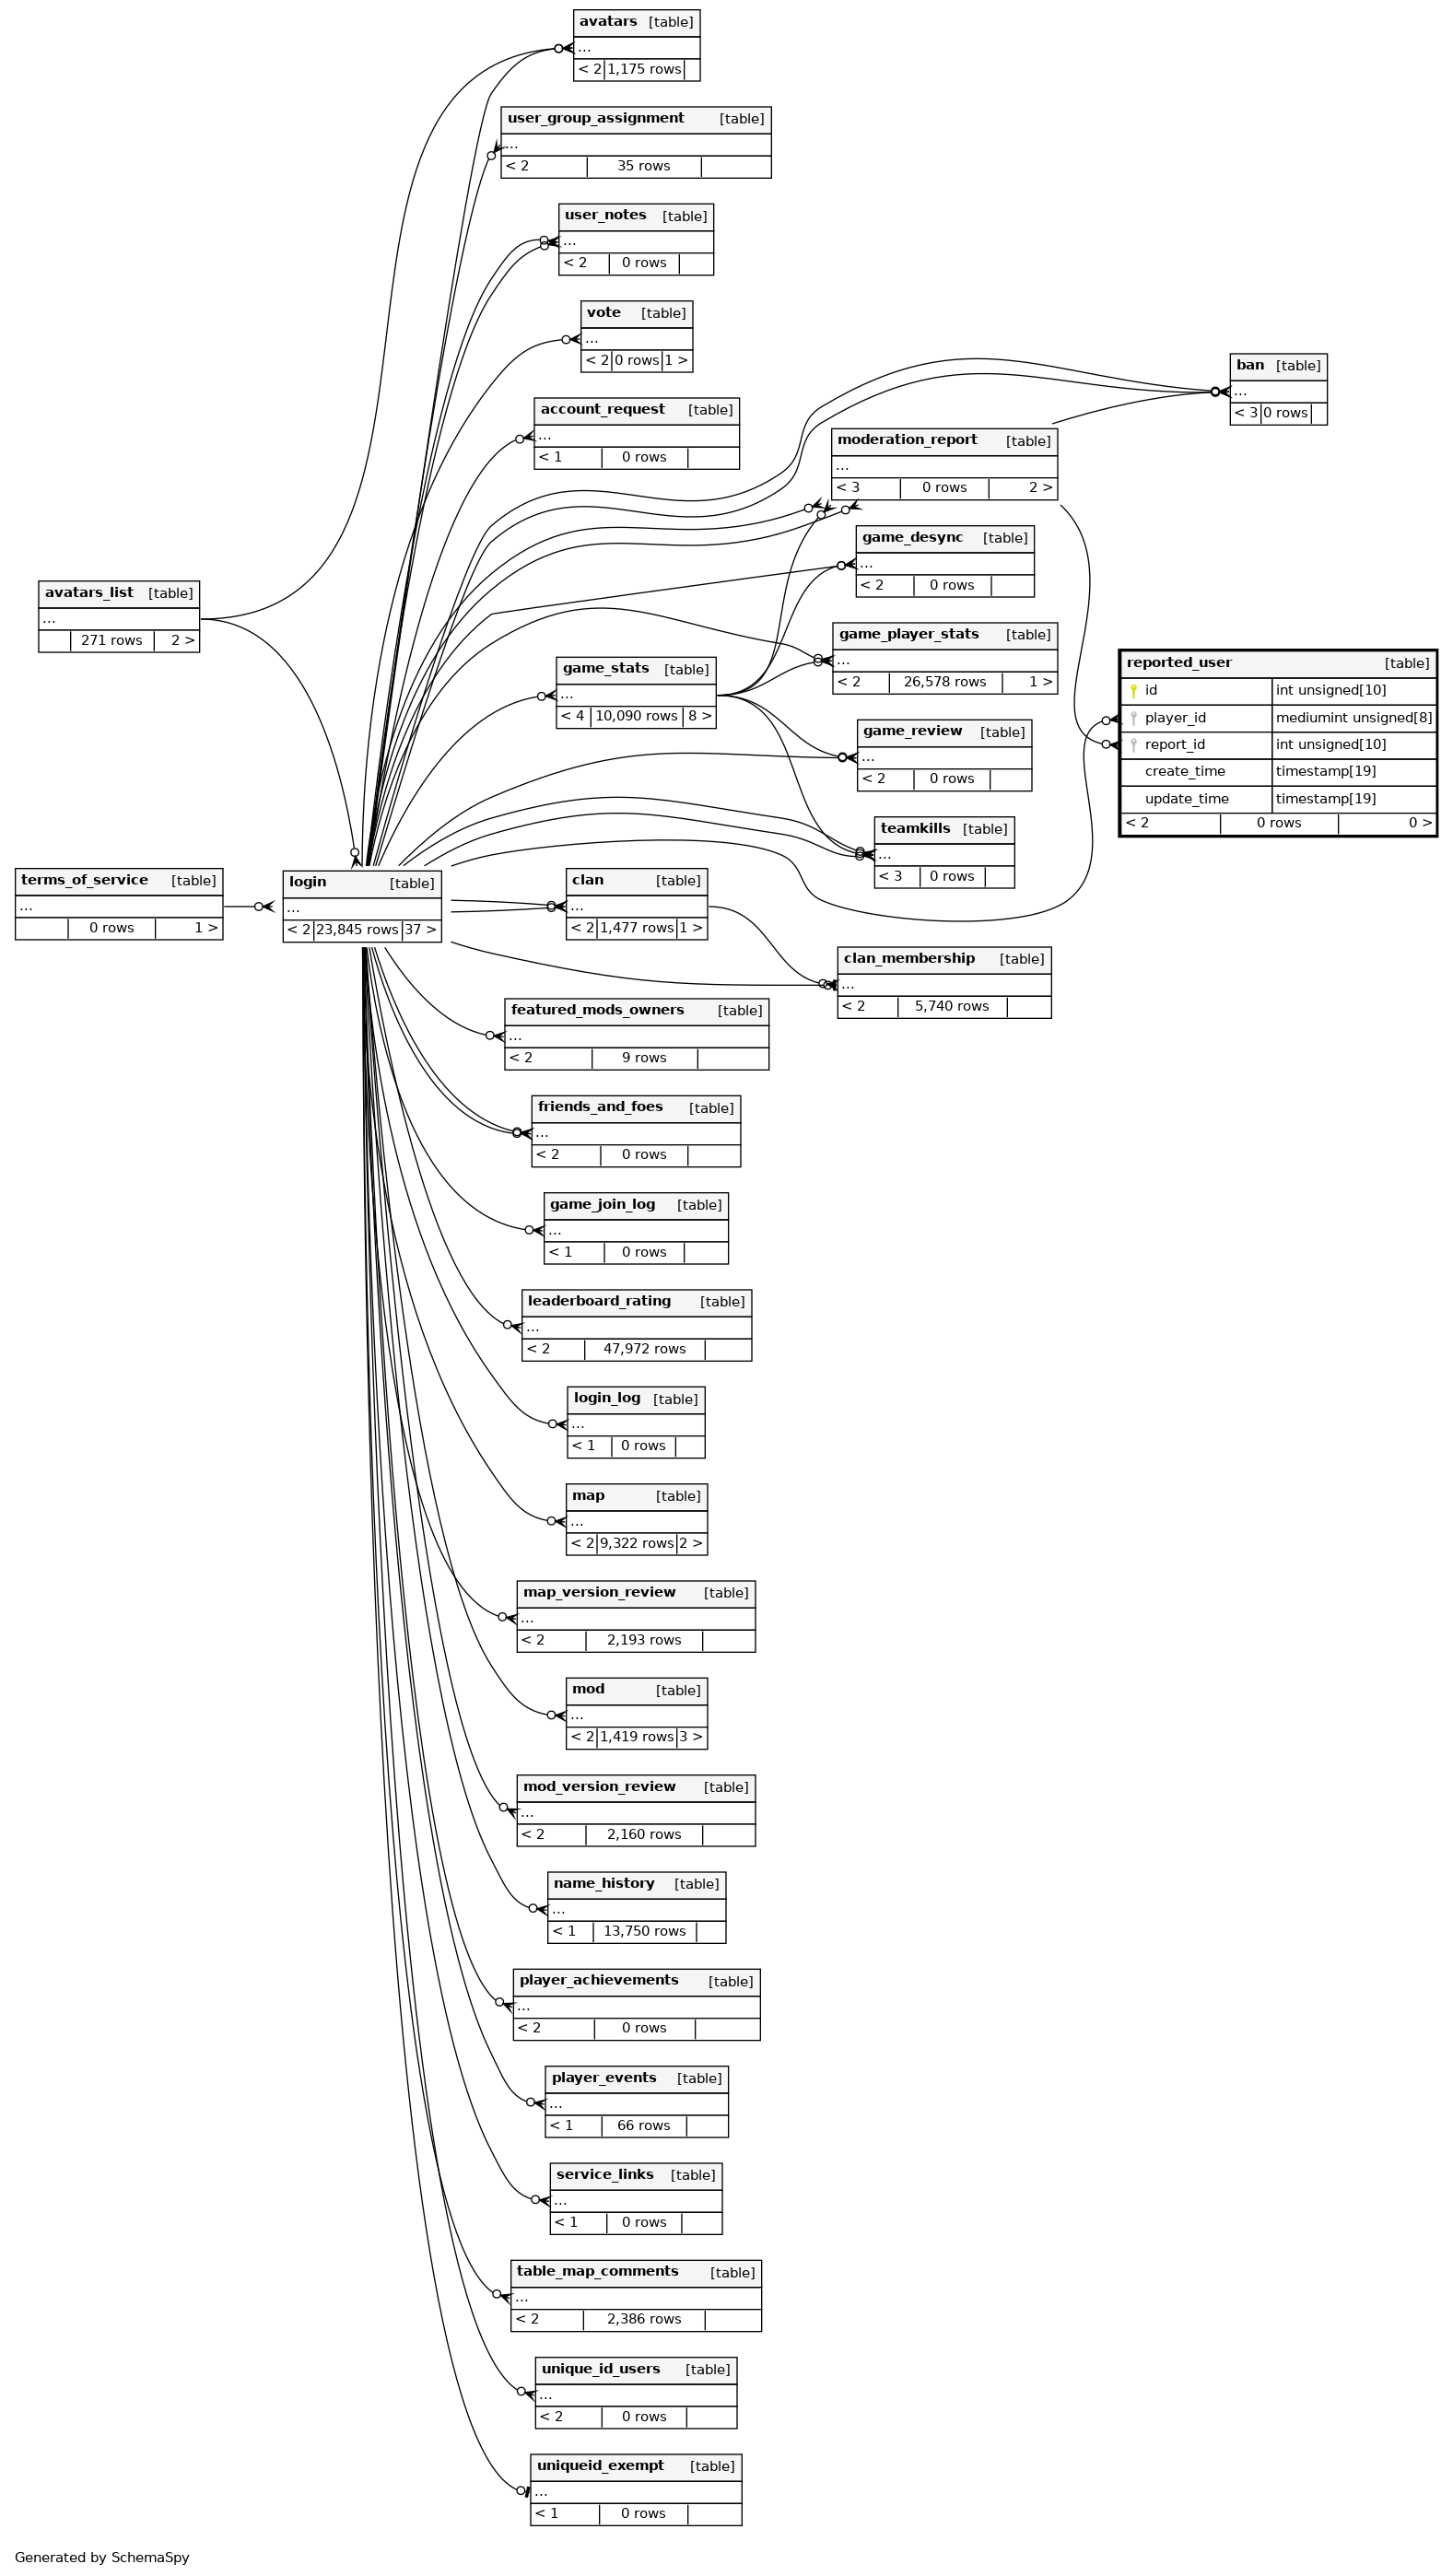 avatars [table]
...
< 2 1,175 rows
user_group_assignment [table]
...
< 2 35 rows
user_notes [table]
...
< 2 0 rows
vote [table]
...
< 2 0 rows 1 >
ban [table]
...
< 3 0 rows
account_request [table]
...
< 1 0 rows
moderation_report [table]
...
< 3 0 rows 2 >
game_desync [table]
...
< 2 0 rows
avatars_list [table]
...
271 rows 2 >
game_player_stats [table]
...
< 2 26,578 rows 1 >
game_stats [table]
...
< 4 10,090 rows 8 >
reported_user [table]
id int unsigned[10]
player_id mediumint unsigned[8]
report_id int unsigned[10]
create_time timestamp[19]
update_time timestamp[19]
< 2 0 rows 0 >
game_review [table]
...
< 2 0 rows
teamkills [table]
...
< 3 0 rows
terms_of_service [table]
...
0 rows 1 >
login [table]
...
< 2 23,845 rows 37 >
clan [table]
...
< 2 1,477 rows 1 >
clan_membership [table]
...
< 2 5,740 rows
featured_mods_owners [table]
...
< 2 9 rows
friends_and_foes [table]
...
< 2 0 rows
game_join_log [table]
...
< 1 0 rows
leaderboard_rating [table]
...
< 2 47,972 rows
login_log [table]
...
< 1 0 rows
map [table]
...
< 2 9,322 rows 2 >
map_version_review [table]
...
< 2 2,193 rows
mod [table]
...
< 2 1,419 rows 3 >
mod_version_review [table]
...
< 2 2,160 rows
name_history [table]
...
< 1 13,750 rows
player_achievements [table]
...
< 2 0 rows
player_events [table]
...
< 1 66 rows
service_links [table]
...
< 1 0 rows
table_map_comments [table]
...
< 2 2,386 rows
unique_id_users [table]
...
< 2 0 rows
uniqueid_exempt [table]
...
< 1 0 rows
Generated by SchemaSpy